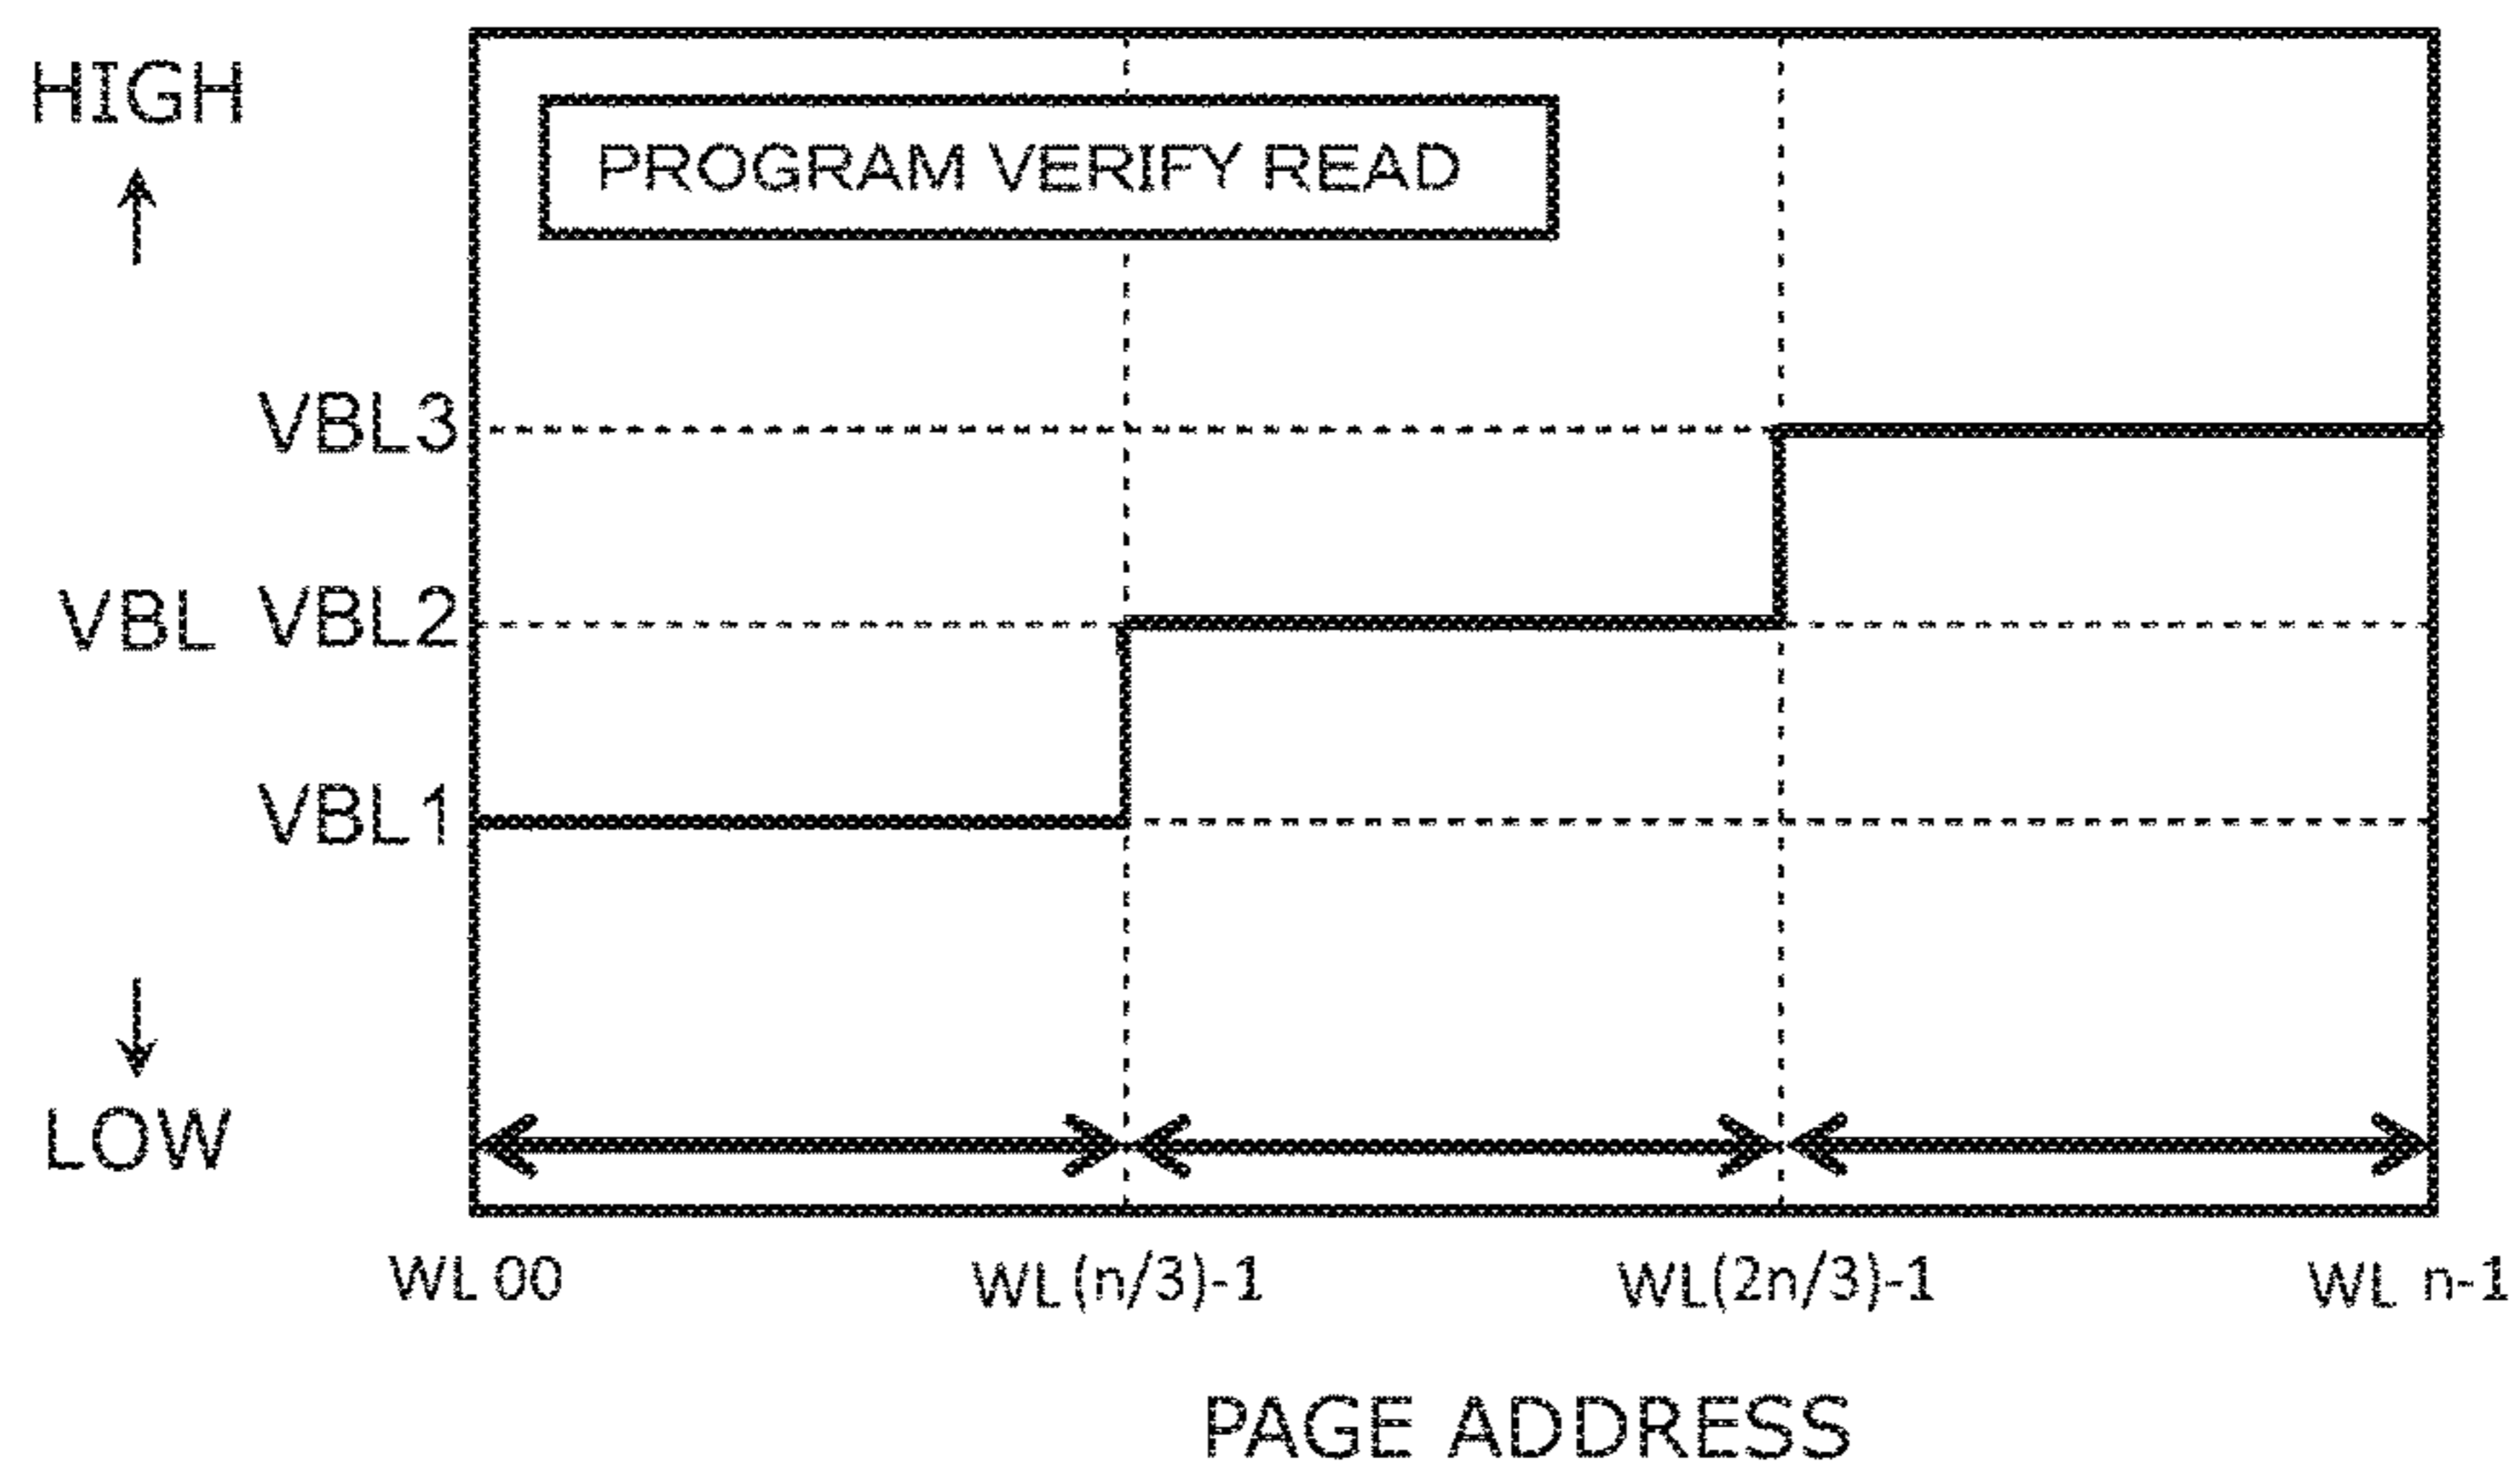 HIGH
PROGRAM VERIFY READ
VBL3
VBL VBL2
VBL1
LOW
WL 00 WL(n/3)-1 WL(2n/3)-1 WL n-1
PAGE ADDRESS